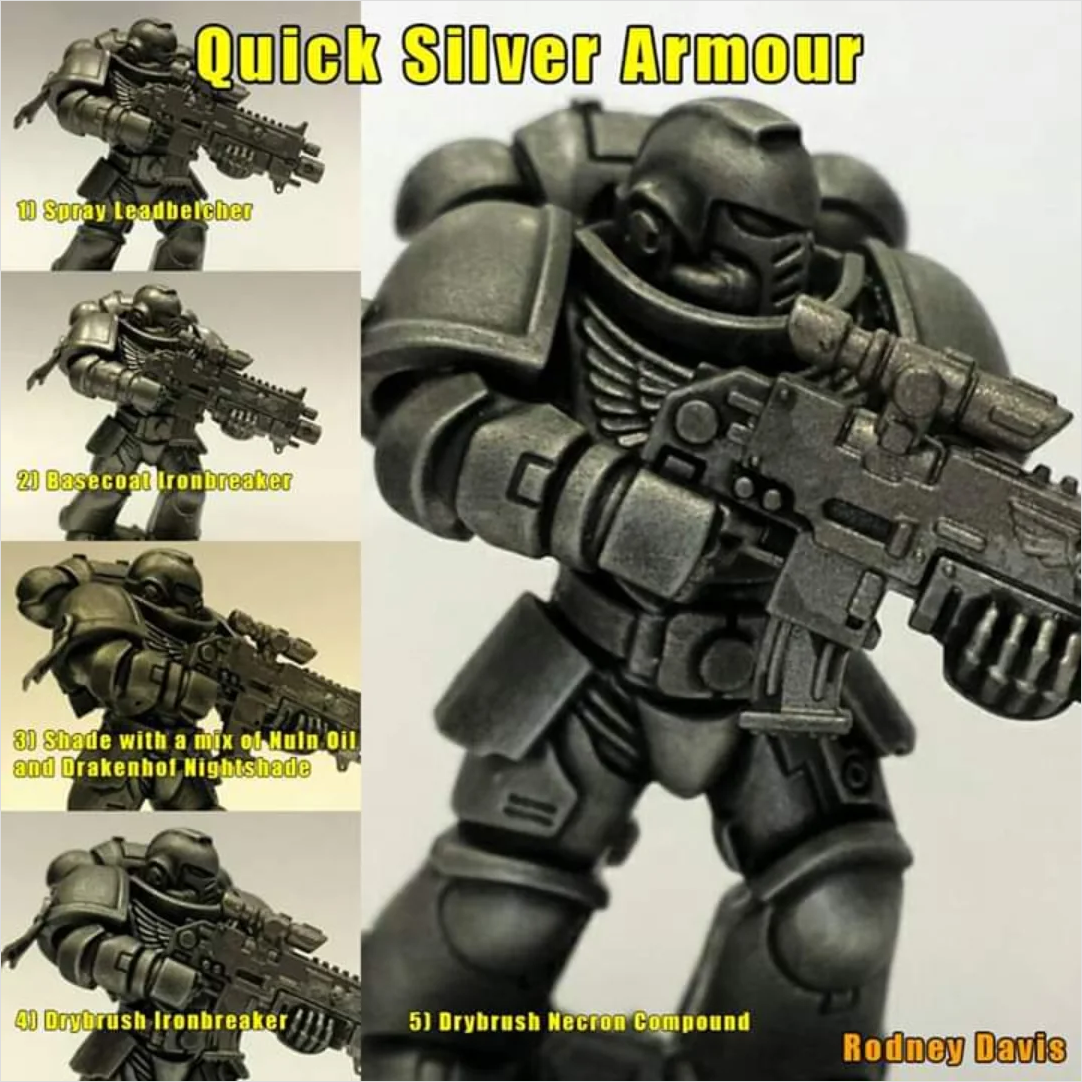 Quick Silver Armour
1) Spray Leadbelcher
2) Basecoat Ironbreaker
3) Shade with a mix of Nuln Oil
and Drakenhof Nightshade
4) Drybrush Ironbreaker
5) Drybrush Necron Compound
Rodney Davis